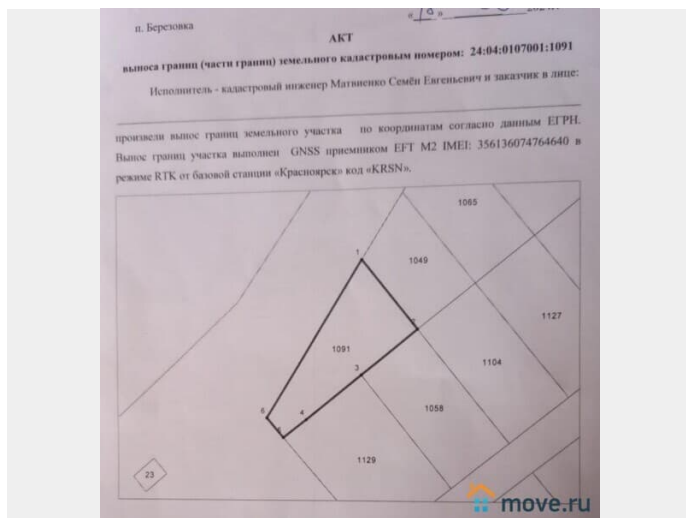 п. Березовка
АКТ
выноса границ (части границ) земельного кадастровым номером: 24:04:0107001:1091
Исполнитель - кадастровый инженер Матвиенко Семён Евгеньевич и заказчик в лице:
произвели вынос границ земельного участка по координатам согласно данным ЕГРН.
Вынос границ участка выполнен GNSS приемником EFT M2 IMEI: 356136074764640 в
режиме RTK от базовой станции «Красноярск» код «KRSN».
1065
1
1049
1127
1091
1104
3
1058
6
4
1129
23
move.ru